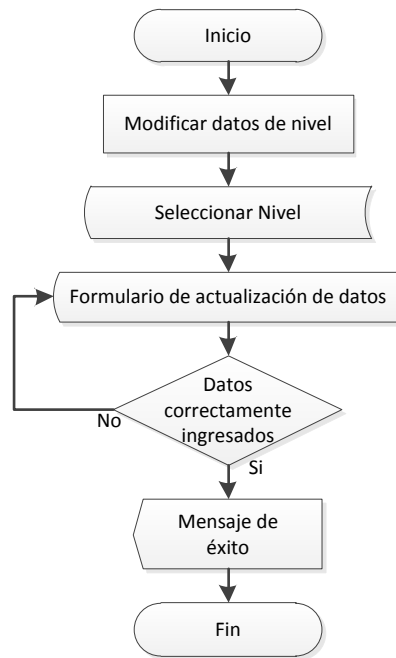 Inicio
Modificar datos de nivel
Seleccionar Nivel
Formulario de actualización de datos
Datos
correctamente
ingresados
No
Si
Mensaje de
éxito
Fin